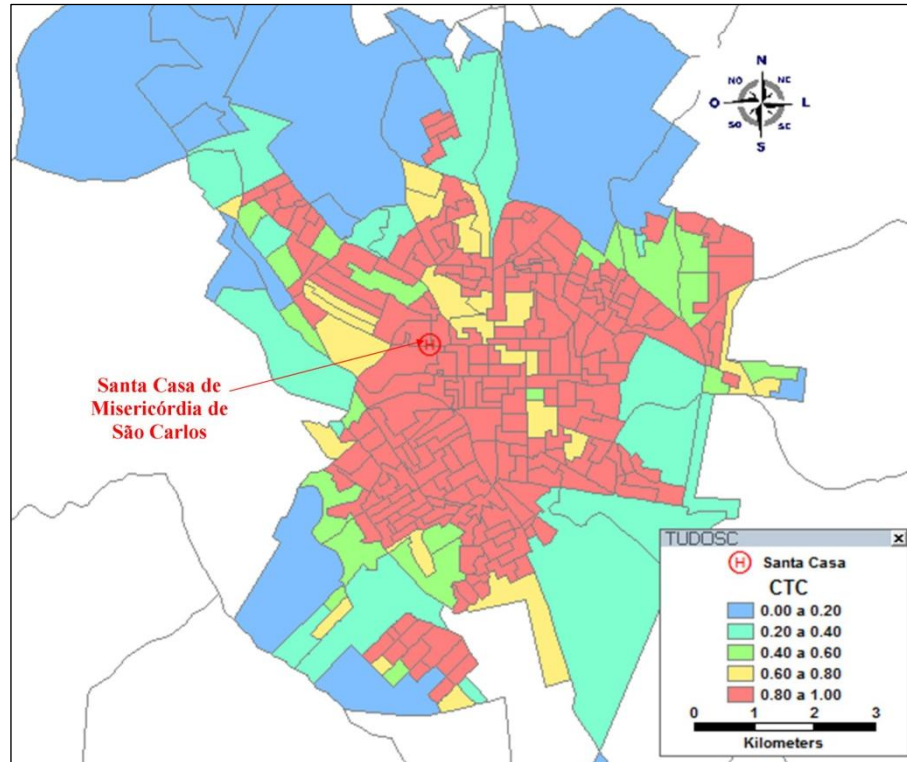 N
NO
NE
O
L
SO
SE
S
H
Santa Casa de
Misericórdia de
São Carlos
TUDOSC
x
H Santa Casa
CTC
0.00 a 0.20
0.20 a 0.40
0.40 a 0.60
0.60 a 0.80
0.80 a 1.00
0 1 2 3
Kilometers